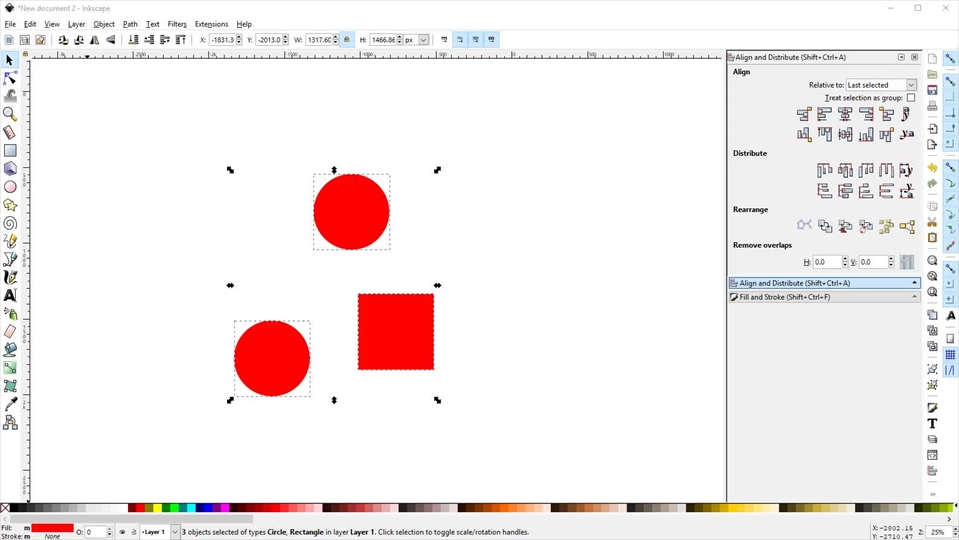 *New document 2 - Inkscape
File Edit View Layer Object Path Text Filters Extensions Help
X: -1831.3 Y: -2013.0 W: 1317.60 H: 1466.86 px
Align and Distribute (Shift+Ctrl+A)
Align
Relative to: Last selected
Treat selection as group:
Distribute
Rearrange
Remove overlaps
H: 0.0 V: 0.0
Align and Distribute (Shift+Ctrl+A)
Fill and Stroke (Shift+Ctrl+F)
Fill: m
Stroke: m None
O: 0
Layer 1
3 objects selected of types Circle, Rectangle in layer Layer 1. Click selection to toggle scale/rotation handles.
X: -2802.15
Y: -2710.47
Z: 25%